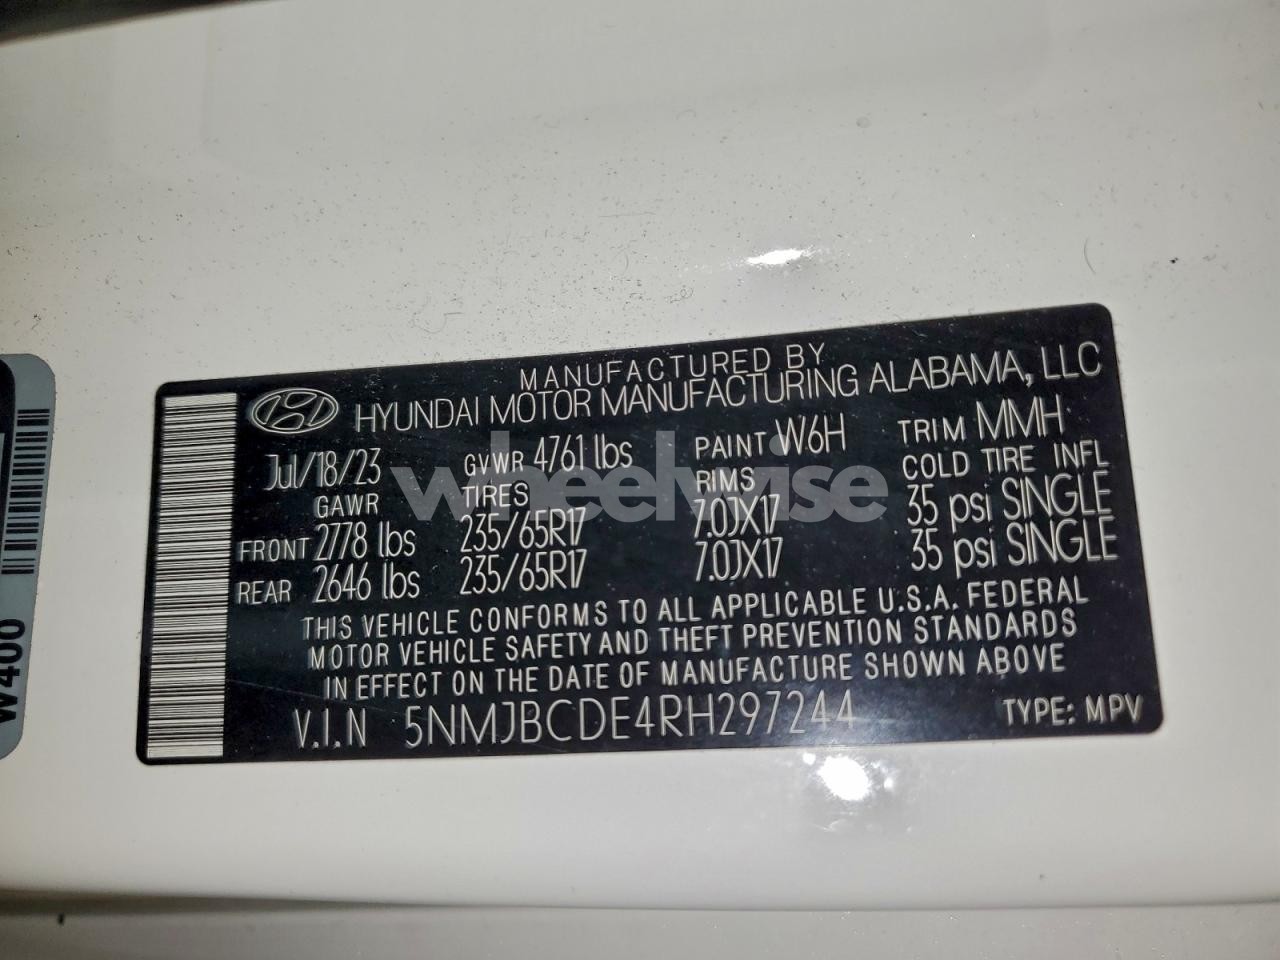 MANUFACTURED BY
HYUNDAI MOTOR MANUFACTURING ALABAMA, LLC
Jul/18/23 GVWR 4761 lbs PAINT W6H TRIM MMH
GAWR TIRES RIMS COLD TIRE INFL
FRONT 2778 lbs 235/65R17 7.0JX17 35 psi SINGLE
REAR 2646 lbs 235/65R17 7.0JX17 35 psi SINGLE
THIS VEHICLE CONFORMS TO ALL APPLICABLE U.S.A. FEDERAL
MOTOR VEHICLE SAFETY AND THEFT PREVENTION STANDARDS
IN EFFECT ON THE DATE OF MANUFACTURE SHOWN ABOVE
V.I.N 5NMJBCDE4RH297244 TYPE: MPV
W400
wheelwise